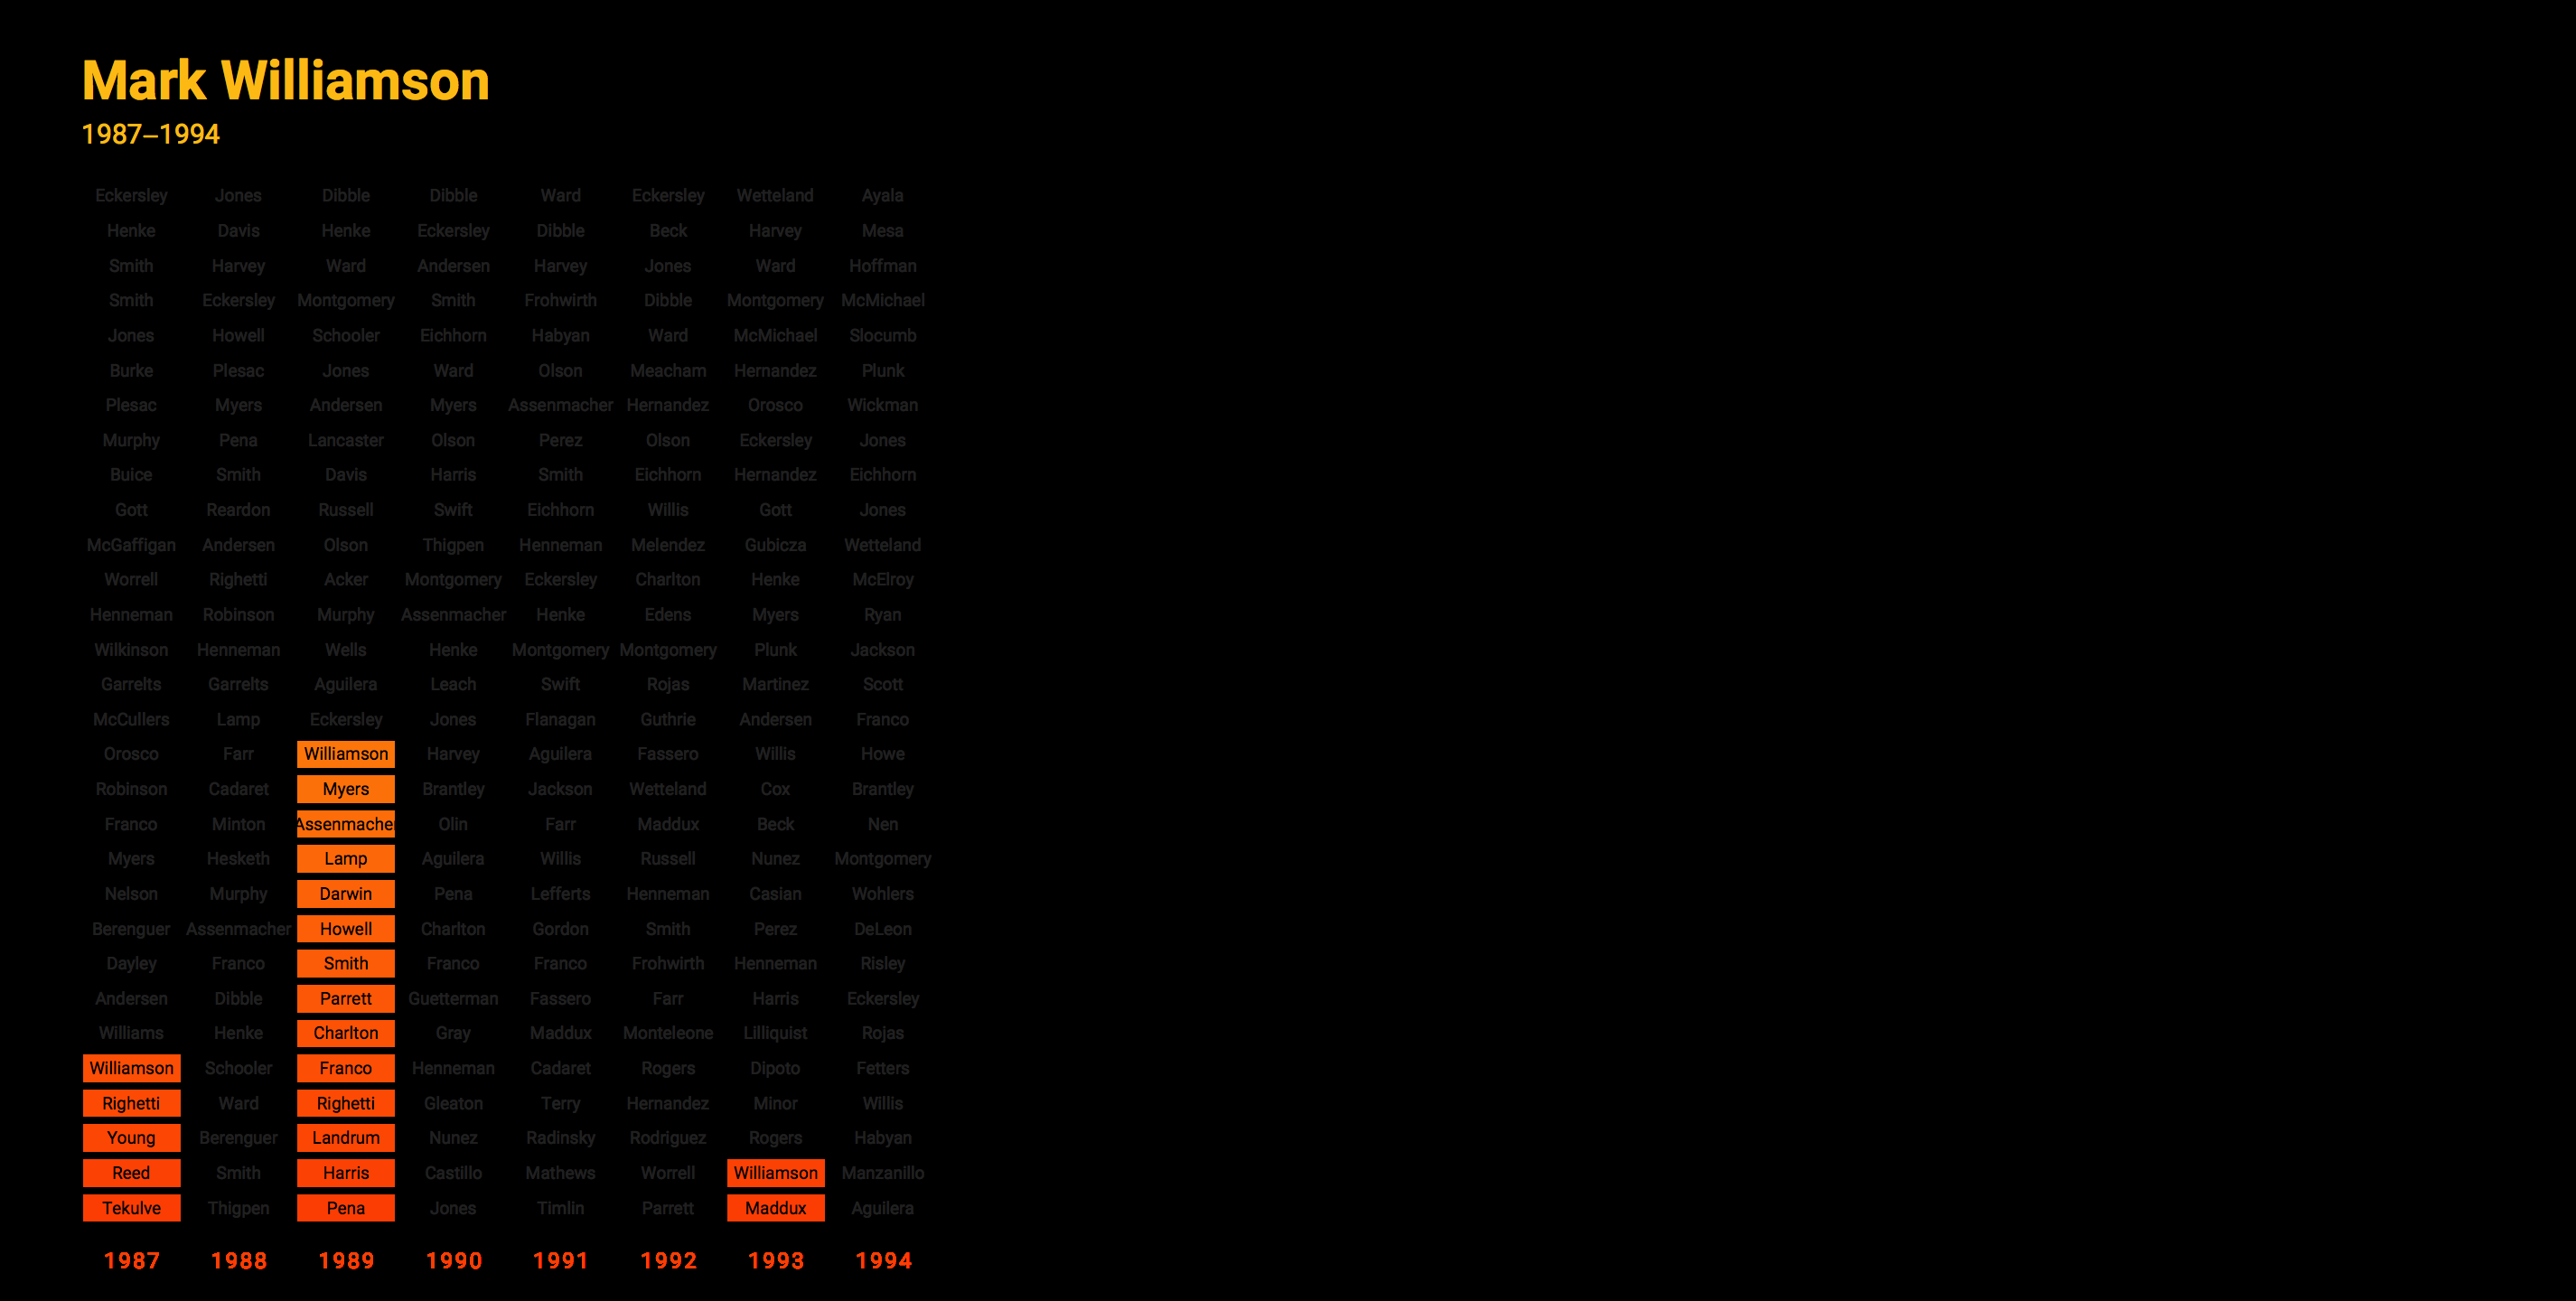 Mark Williamson
1987–1994
Eckersley Jones Dibble Dibble Ward Eckersley Wetteland Ayala
Henke Davis Henke Eckersley Dibble Beck Harvey Mesa
Smith Harvey Ward Andersen Harvey Jones Ward Hoffman
Smith Eckersley Montgomery Smith Frohwirth Dibble Montgomery McMichael
Jones Howell Schooler Eichhorn Habyan Ward McMichael Slocumb
Burke Plesac Jones Ward Olson Meacham Hernandez Plunk
Plesac Myers Andersen Myers Assenmacher Hernandez Orosco Wickman
Murphy Pena Lancaster Olson Perez Olson Eckersley Jones
Buice Smith Davis Harris Smith Eichhorn Hernandez Eichhorn
Gott Reardon Russell Swift Eichhorn Willis Gott Jones
McGaffigan Andersen Olson Thigpen Henneman Melendez Gubicza Wetteland
Worrell Righetti Acker Montgomery Eckersley Charlton Henke McElroy
Henneman Robinson Murphy Assenmacher Henke Edens Myers Ryan
Wilkinson Henneman Wells Henke Montgomery Montgomery Plunk Jackson
Garrelts Garrelts Aguilera Leach Swift Rojas Martinez Scott
McCullers Lamp Eckersley Jones Flanagan Guthrie Andersen Franco
Orosco Farr Williamson Harvey Aguilera Fassero Willis Howe
Robinson Cadaret Myers Brantley Jackson Wetteland Cox Brantley
Franco Minton Assenmacher Olin Farr Maddux Beck Nen
Myers Hesketh Lamp Aguilera Willis Russell Nunez Montgomery
Nelson Murphy Darwin Pena Lefferts Henneman Casian Wohlers
Berenguer Assenmacher Howell Charlton Gordon Smith Perez DeLeon
Dayley Franco Smith Franco Franco Frohwirth Henneman Risley
Andersen Dibble Parrett Guetterman Fassero Farr Harris Eckersley
Williams Henke Charlton Gray Maddux Monteleone Lilliquist Rojas
Williamson Schooler Franco Henneman Cadaret Rogers Dipoto Fetters
Righetti Ward Righetti Gleaton Terry Hernandez Minor Willis
Young Berenguer Landrum Nunez Radinsky Rodriguez Rogers Habyan
Reed Smith Harris Castillo Mathews Worrell Williamson Manzanillo
Tekulve Thigpen Pena Jones Timlin Parrett Maddux Aguilera
1987 1988 1989 1990 1991 1992 1993 1994